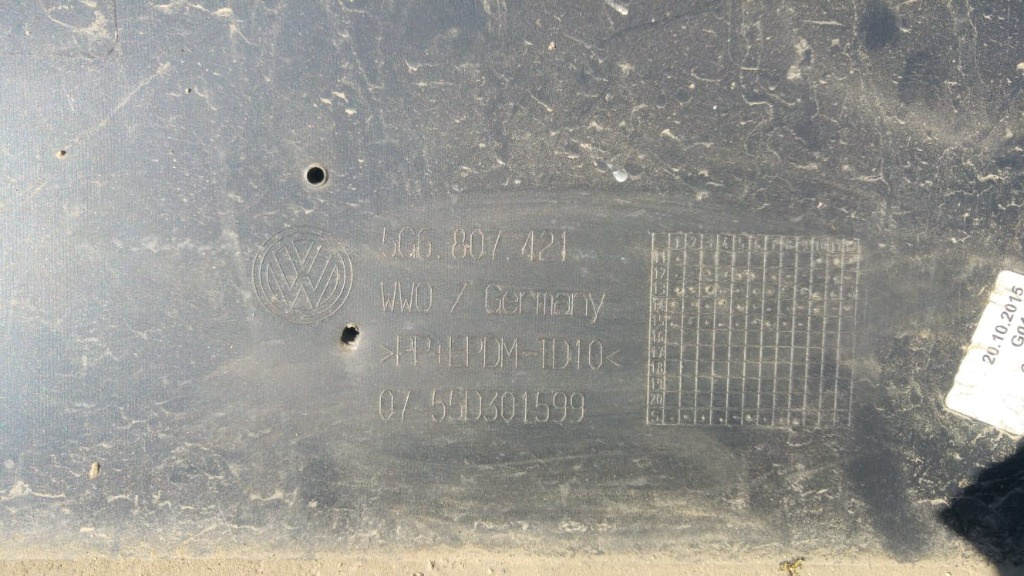 5G6.807.421
WWO / Germany
>PP+EPDM-TD10<
07 55D301599
20.10.2015